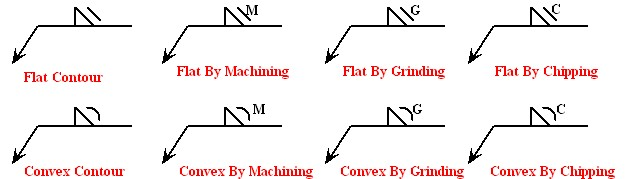 M G C
Flat Contour Flat By Machining Flat By Grinding Flat By Chipping
M G C
Convex Contour Convex By Machining Convex By Grinding Convex By Chipping